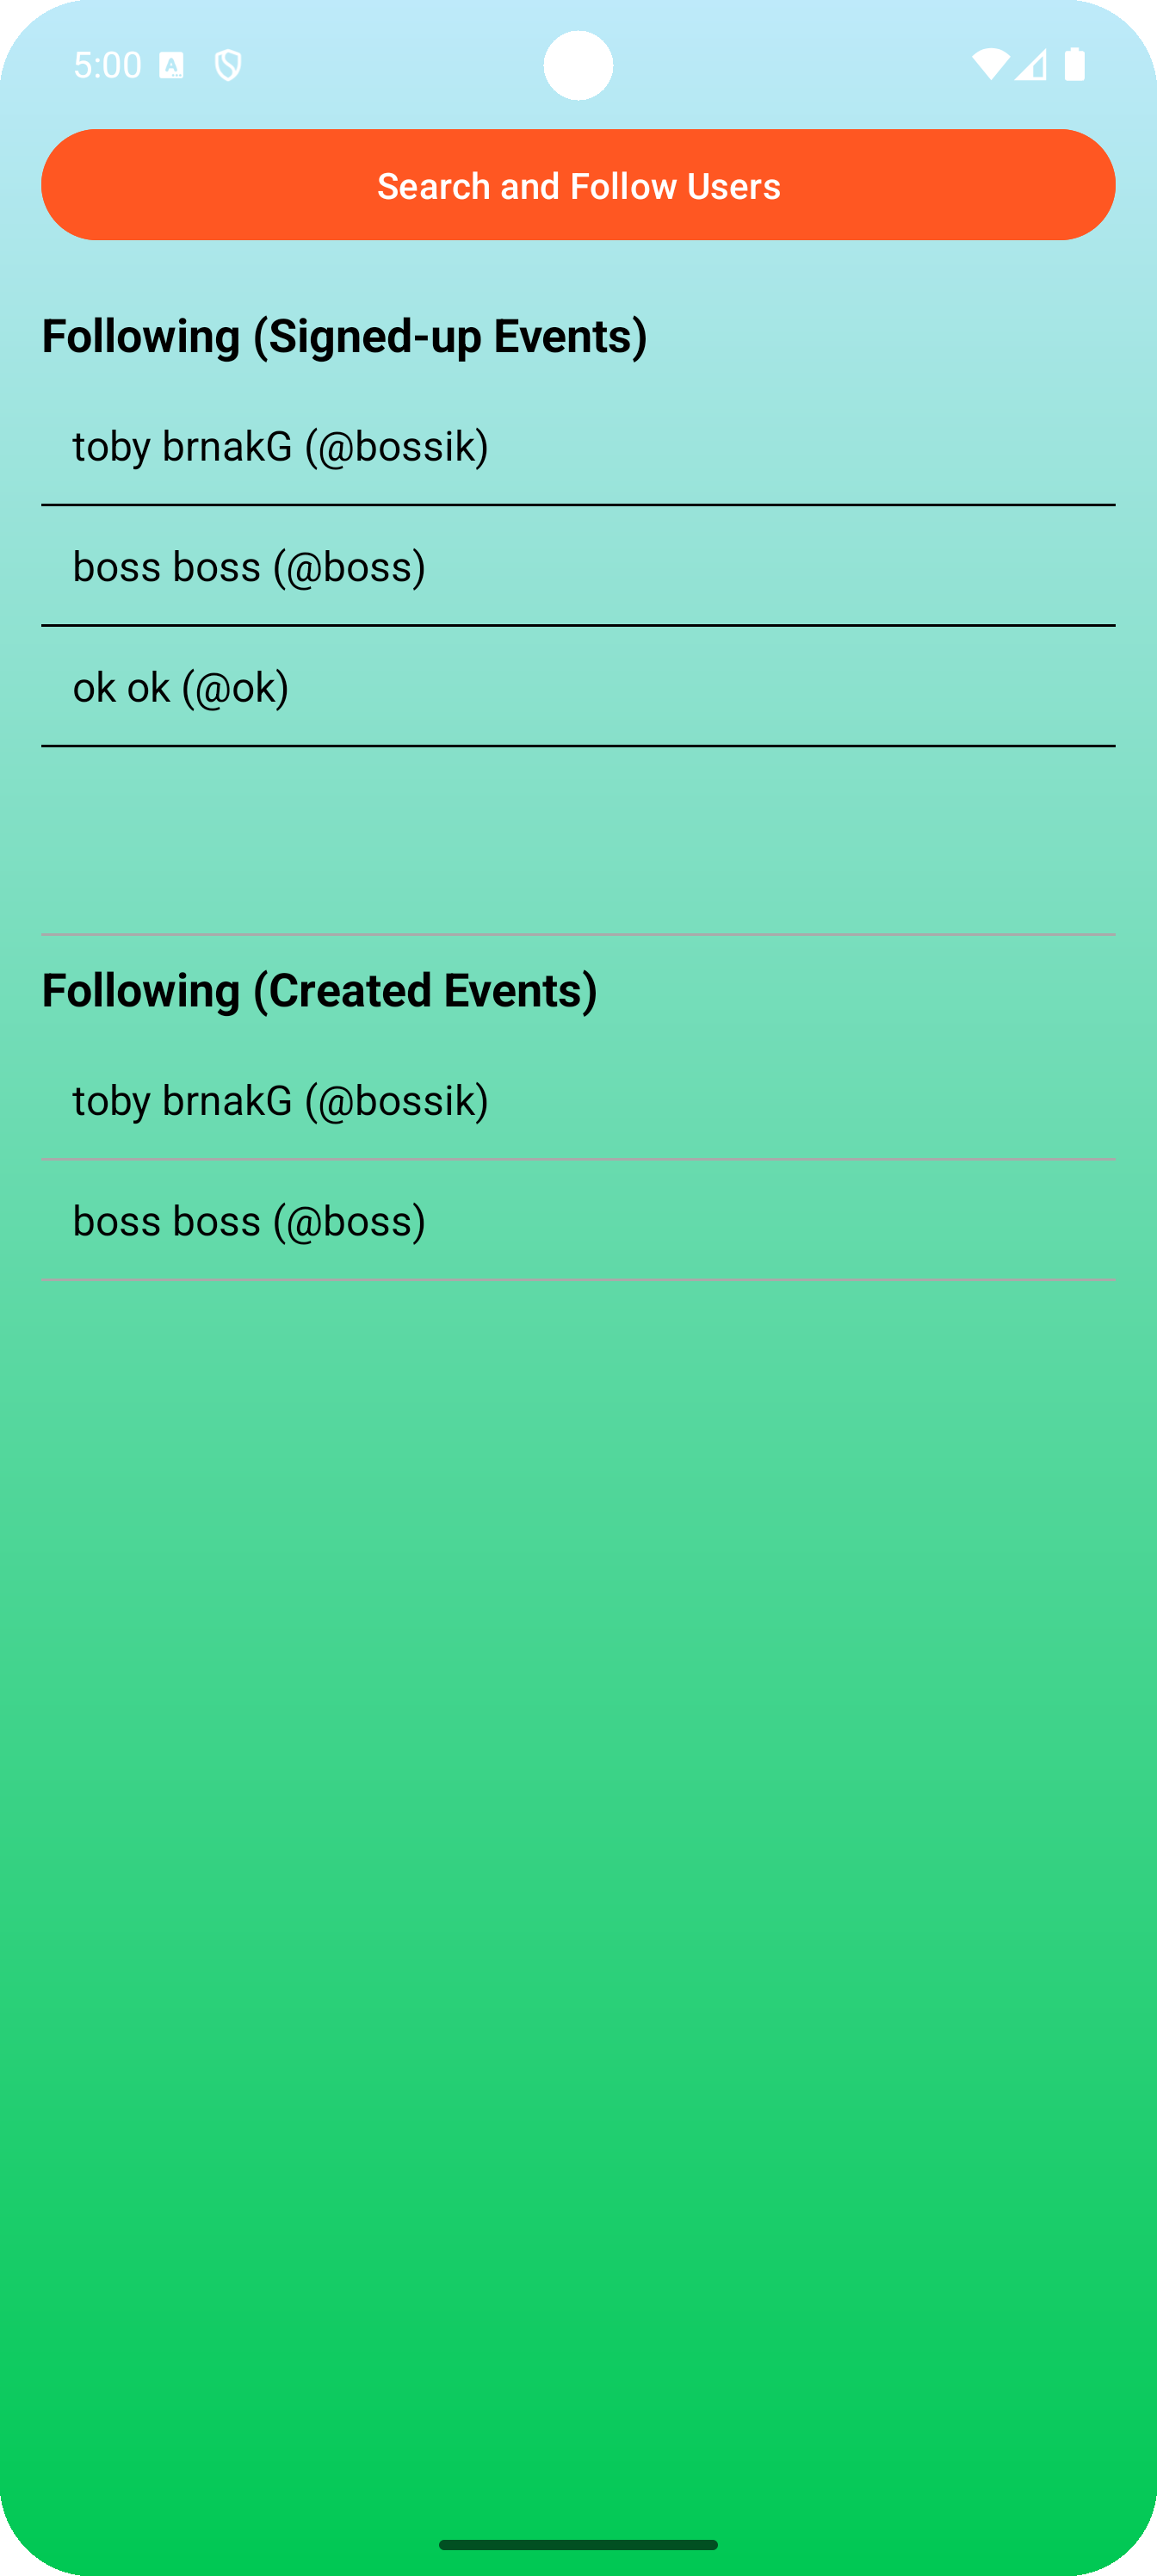 5:00
Search and Follow Users
Following (Signed-up Events)
toby brnakG (@bossik)
boss boss (@boss)
ok ok (@ok)
Following (Created Events)
toby brnakG (@bossik)
boss boss (@boss)